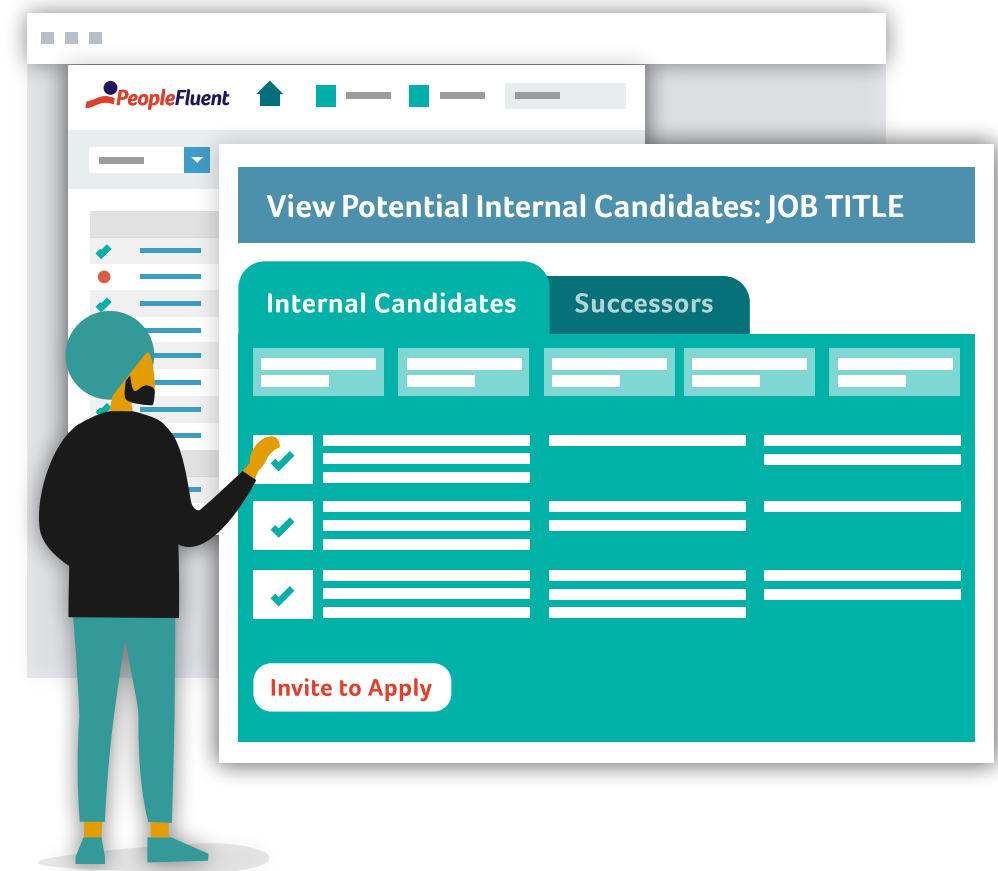 PeopleFluent
View Potential Internal Candidates: JOB TITLE
Internal Candidates
Successors
Invite to Apply